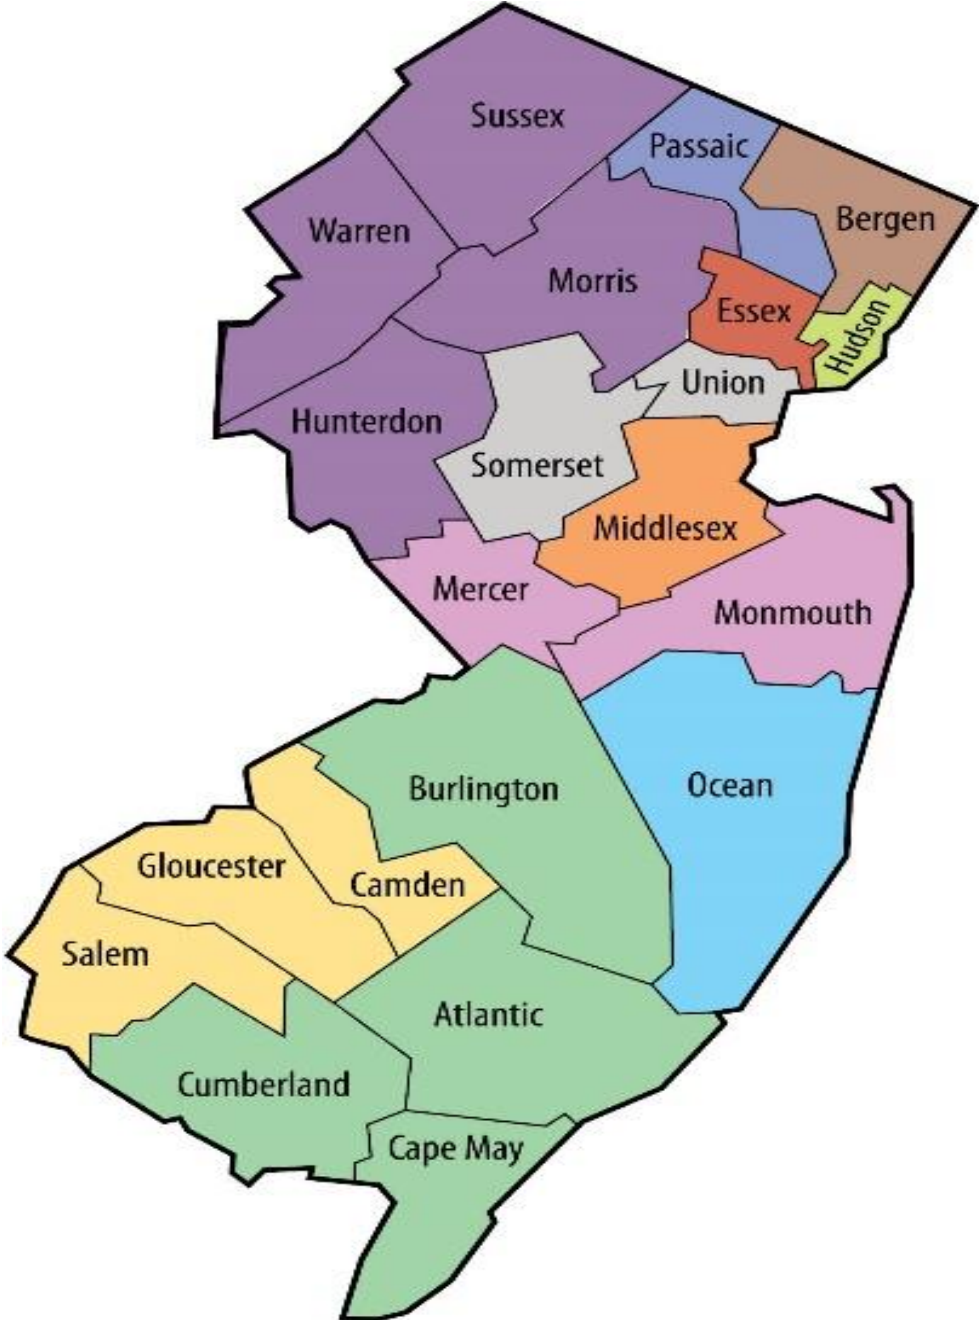 Sussex
Passaic
Bergen
Warren
Morris
Essex
Hudson
Union
Hunterdon
Somerset
Middlesex
Mercer
Monmouth
Burlington
Ocean
Gloucester
Camden
Salem
Atlantic
Cumberland
Cape May